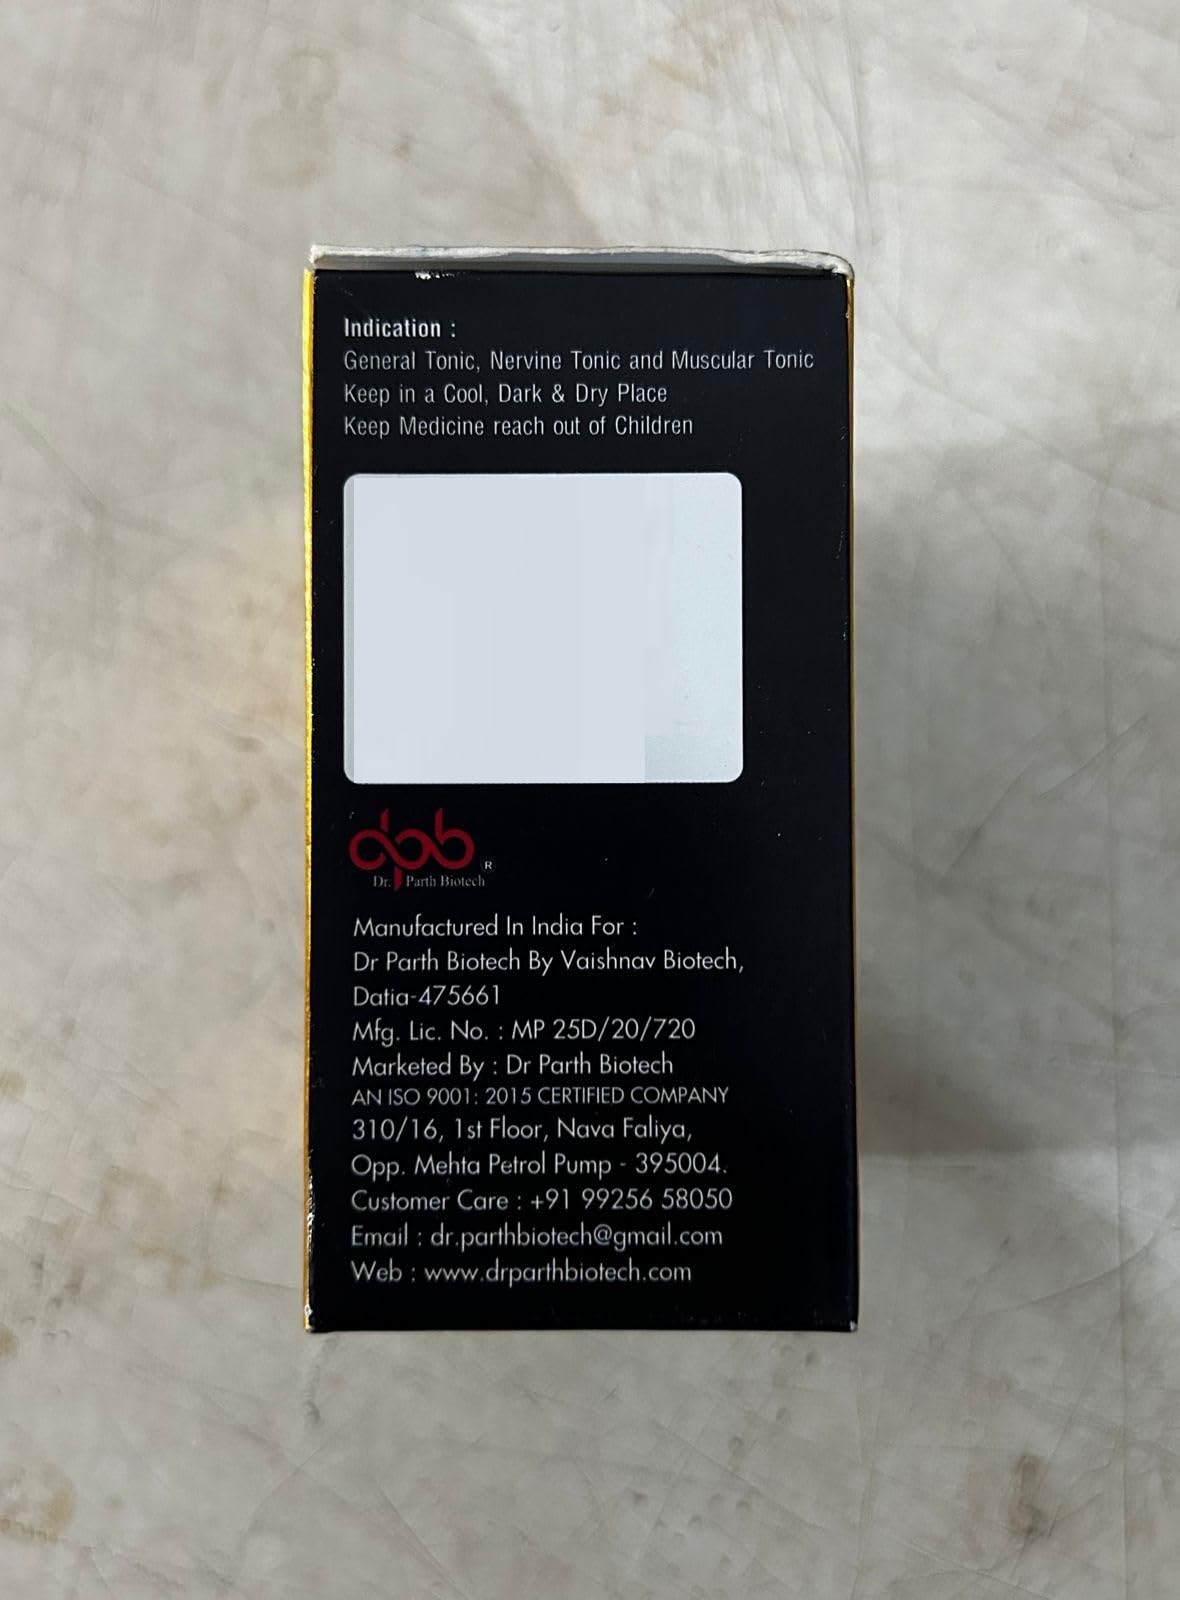 Indication :
General Tonic, Nervine Tonic and Muscular Tonic
Keep in a Cool, Dark & Dry Place
Keep Medicine reach out of Children
dpb ®
Dr. Parth Biotech
Manufactured In India For :
Dr Parth Biotech By Vaishnav Biotech,
Datia-475661
Mfg. Lic. No. : MP 25D/20/720
Marketed By : Dr Parth Biotech
AN ISO 9001: 2015 CERTIFIED COMPANY
310/16, 1st Floor, Nava Faliya,
Opp. Mehta Petrol Pump - 395004.
Customer Care : +91 99256 58050
Email : dr.parthbiotech@gmail.com
Web : www.drparthbiotech.com